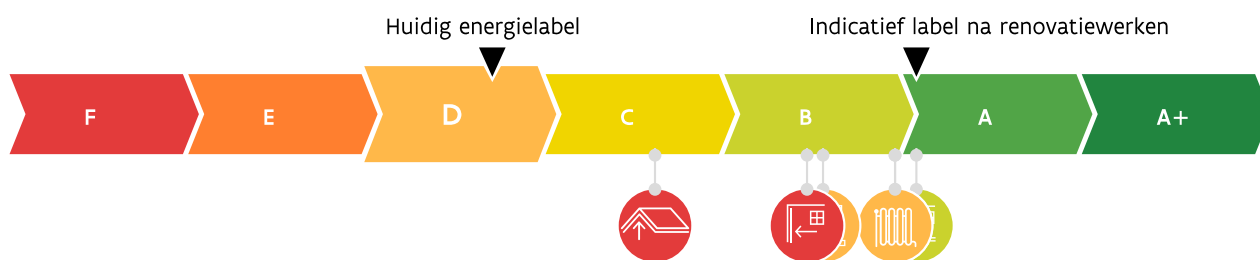 Huidig energielabel
Indicatief label na renovatiewerken
F E D C B A A+